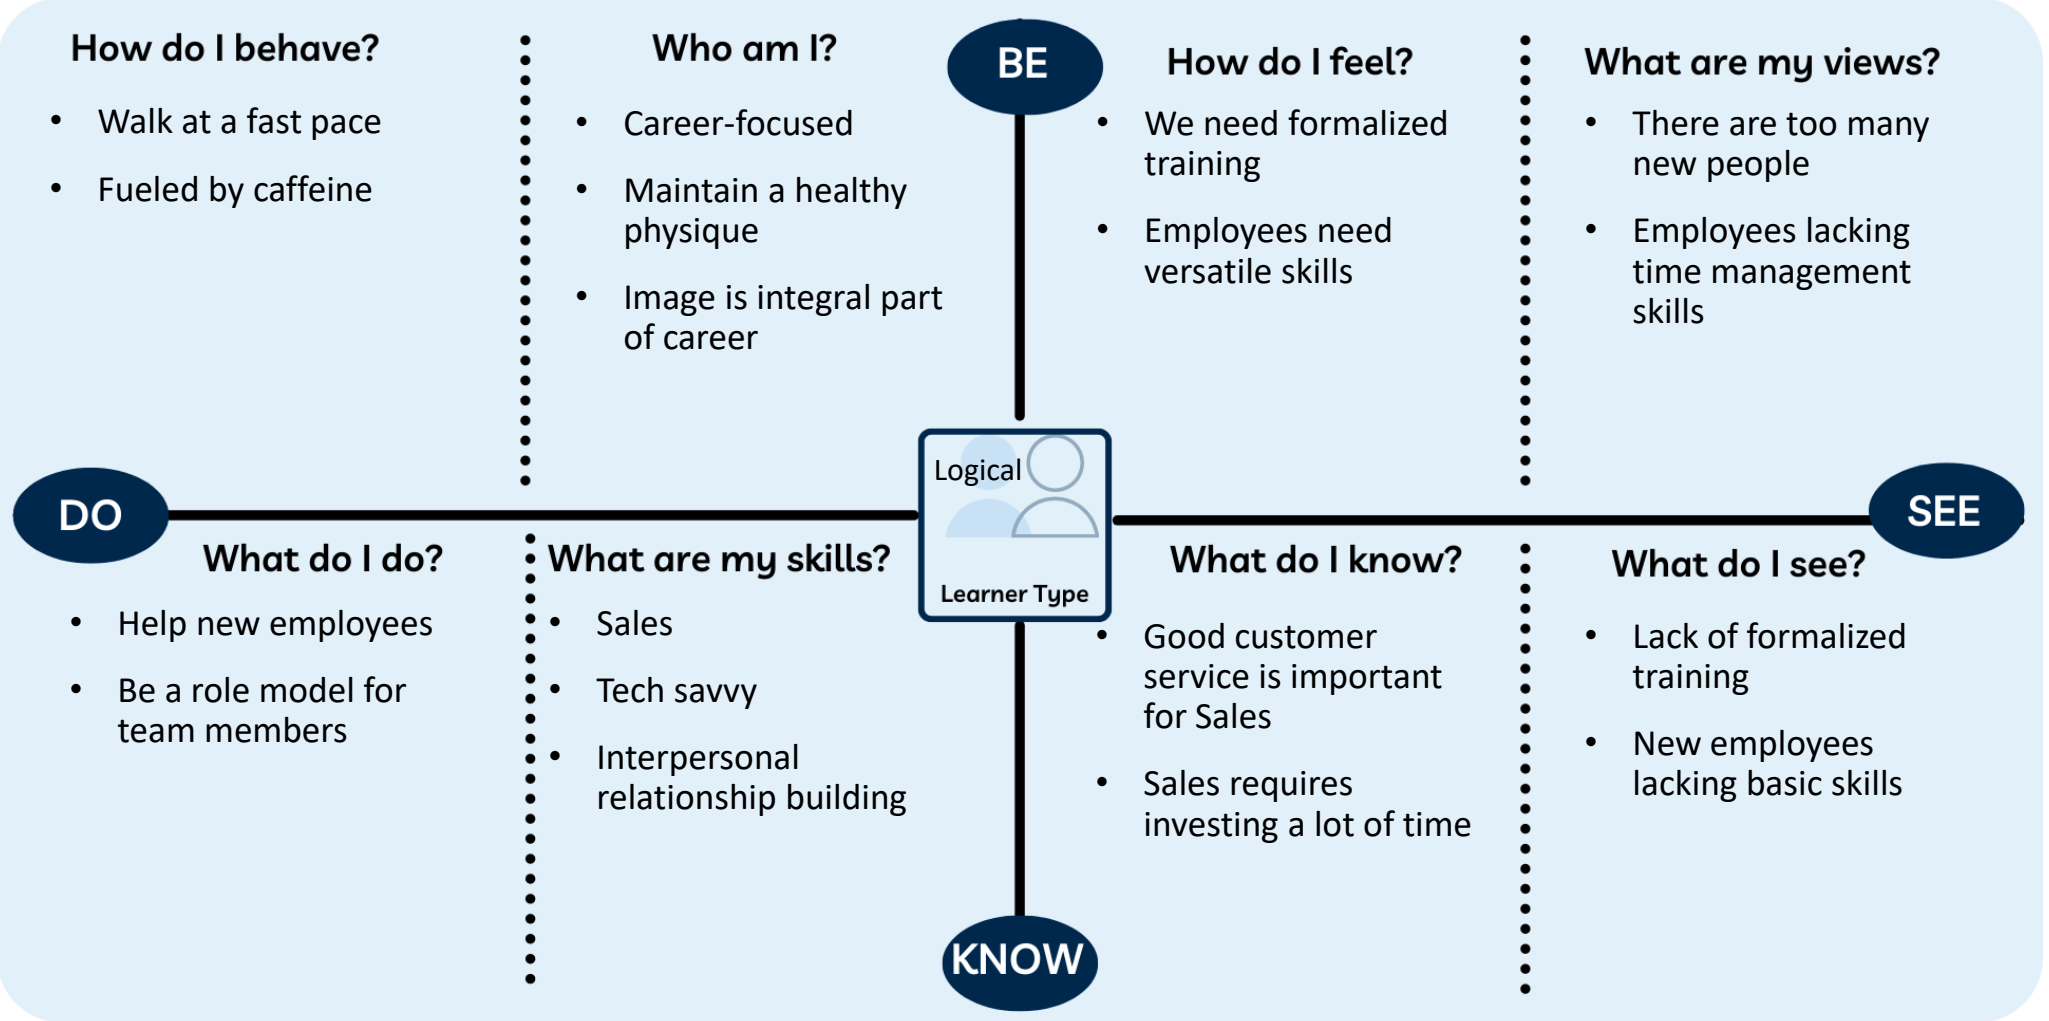 How do I behave?
• Walk at a fast pace
• Fueled by caffeine
Who am I?
• Career-focused
• Maintain a healthy
physique
• Image is integral part
of career
BE
How do I feel?
• We need formalized
training
• Employees need
versatile skills
What are my views?
• There are too many
new people
• Employees lacking
time management
skills
DO
Logical
Learner Type
SEE
What do I do?
• Help new employees
• Be a role model for
team members
What are my skills?
• Sales
• Tech savvy
• Interpersonal
relationship building
What do I know?
• Good customer
service is important
for Sales
• Sales requires
investing a lot of time
What do I see?
• Lack of formalized
training
• New employees
lacking basic skills
KNOW